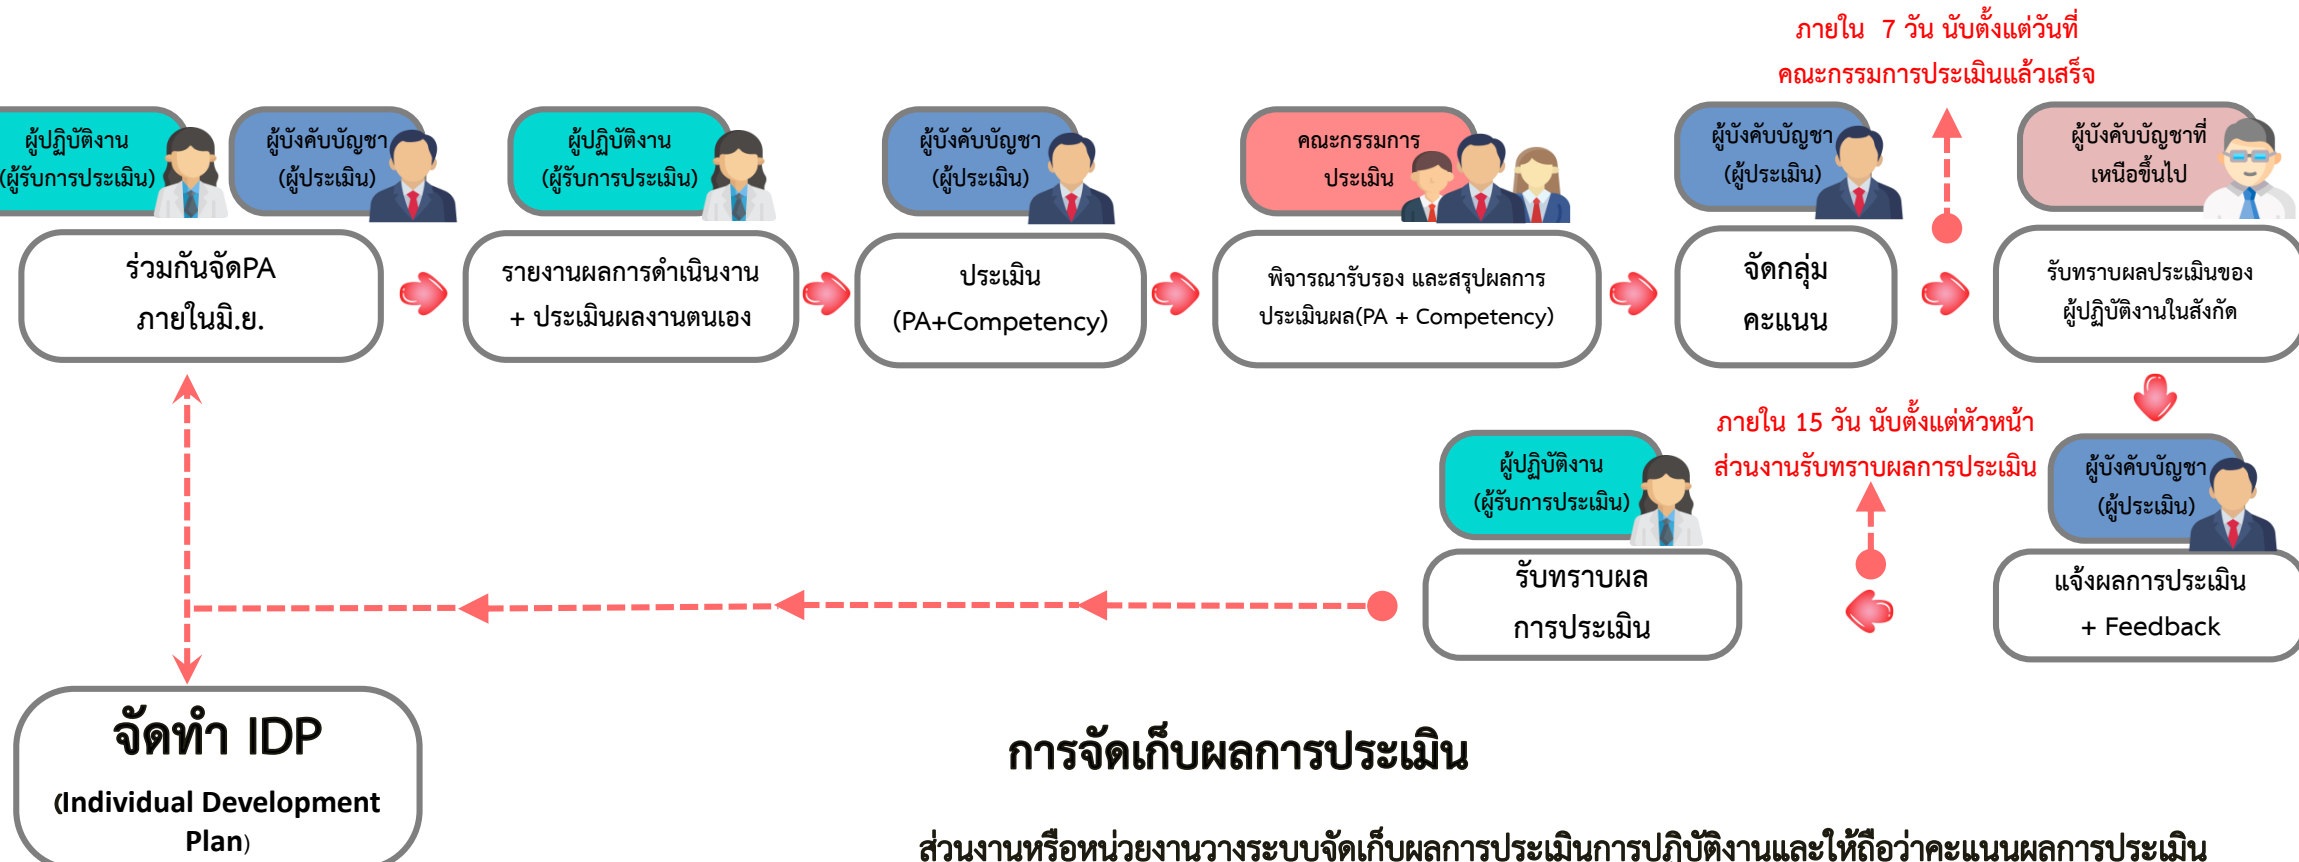 ภายใน 7 วัน นับตั้งแต่วันที่
คณะกรรมการประเมินแล้วเสร็จ
ผู้ปฏิบัติงาน
(ผู้รับการประเมิน)
ผู้บังคับบัญชา
(ผู้ประเมิน)
ผู้ปฏิบัติงาน
(ผู้รับการประเมิน)
ผู้บังคับบัญชา
(ผู้ประเมิน)
คณะกรรมการ
ประเมิน
ผู้บังคับบัญชา
(ผู้ประเมิน)
ผู้บังคับบัญชาที่
เหนือขึ้นไป
ร่วมกันจัดPA
ภายในมิ.ย.
รายงานผลการดำเนินงาน
+ ประเมินผลงานตนเอง
ประเมิน
(PA+Competency)
พิจารณารับรอง และสรุปผลการ
ประเมินผล(PA + Competency)
จัดกลุ่ม
คะแนน
รับทราบผลประเมินของ
ผู้ปฏิบัติงานในสังกัด
ภายใน 15 วัน นับตั้งแต่หัวหน้า
ส่วนงานรับทราบผลการประเมิน
ผู้บังคับบัญชา
(ผู้ประเมิน)
แจ้งผลการประเมิน
+ Feedback
ผู้ปฏิบัติงาน
(ผู้รับการประเมิน)
รับทราบผล
การประเมิน
จัดทำ IDP
(Individual Development
Plan)
การจัดเก็บผลการประเมิน
ส่วนงานหรือหน่วยงานวางระบบจัดเก็บผลการประเมินการปฏิบัติงานและให้ถือว่าคะแนนผลการประเมิน